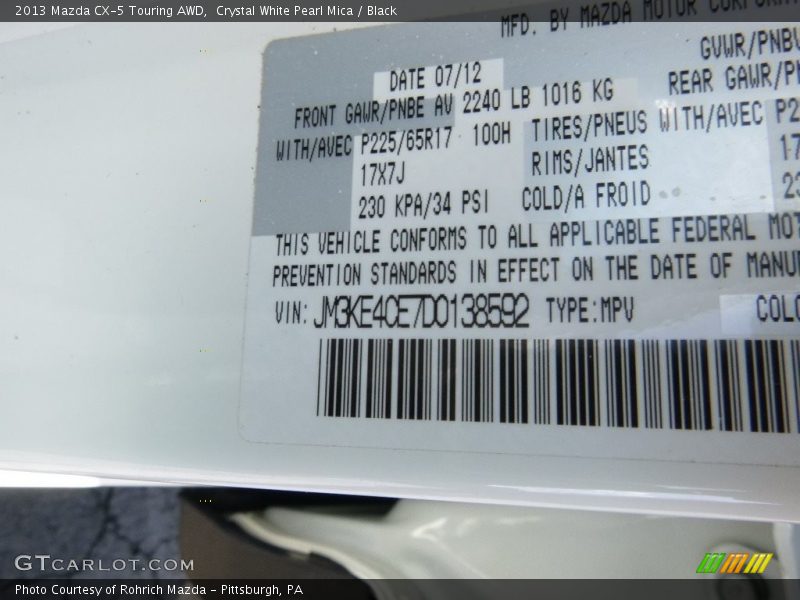 2013 Mazda CX-5 Touring AWD, Crystal White Pearl Mica / Black
MFD. BY MAZDA MOTOR
DATE 07/12
GVWR/PNBV
FRONT GAWR/PNBE AV 2240 LB 1016 KG
REAR GAWR/
WITH/AVEC P225/65R17 100H TIRES/PNEUS WITH/AVEC P2
17X7J RIMS/JANTES 17
230 KPA/34 PSI COLD/A FROID 23
THIS VEHICLE CONFORMS TO ALL APPLICABLE FEDERAL MOT
PREVENTION STANDARDS IN EFFECT ON THE DATE OF MANU
VIN: JM3KE4CE7D0138592 TYPE:MPV COLO
GTCARLOT.COM
Photo Courtesy of Rohrich Mazda - Pittsburgh, PA